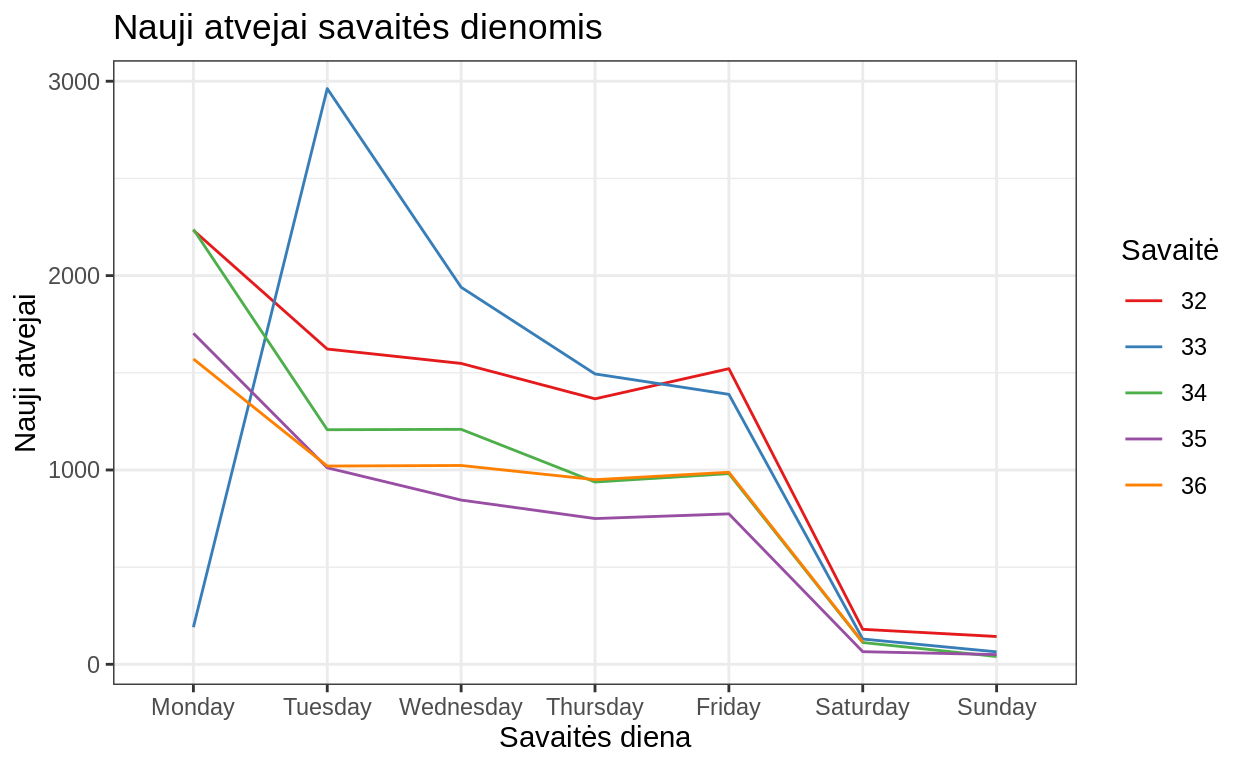 Nauji atvejai savaitės dienomis
3000
2000
1000
0
Nauji atvejai
Monday Tuesday Wednesday Thursday Friday Saturday Sunday
Savaitės diena
Savaitė
32
33
34
35
36